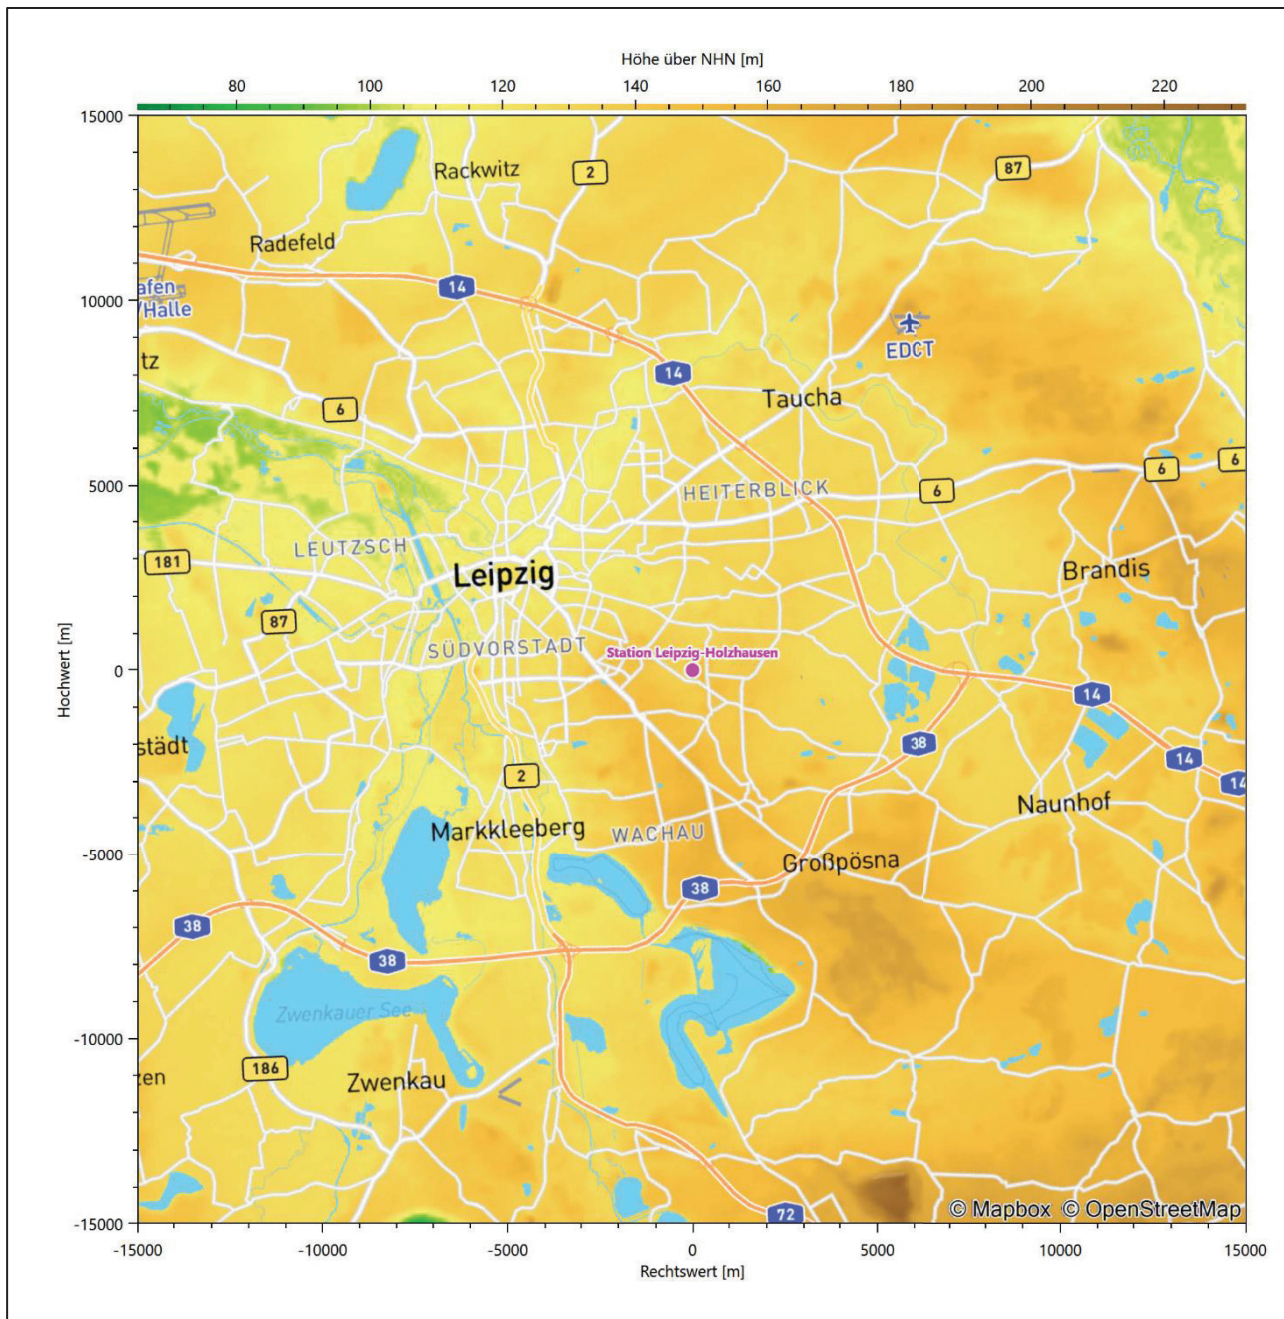 Höhe über NHN [m]
80 100 120 140 160 180 200 220
15000
Rackwitz
2
87
Radefeld
14
afen
/Halle
10000
EDCT
tz
14
Taucha
6
5000
HEITERBLICK
6
6
6
LEUTZSCH
181
Leipzig
Brandis
87
SÜDVORSTADT
Station Leipzig-Holzhausen
0
Hochwert [m]
14
städt
38
2
14
14
Naunhof
Markkleeberg
WACHAU
-5000
Großpösna
38
38
38
Zwenkauer See
-10000
186
zen
Zwenkau
72
© Mapbox © OpenStreetMap
-15000
-15000 -10000 -5000 0 5000 10000 15000
Rechtswert [m]